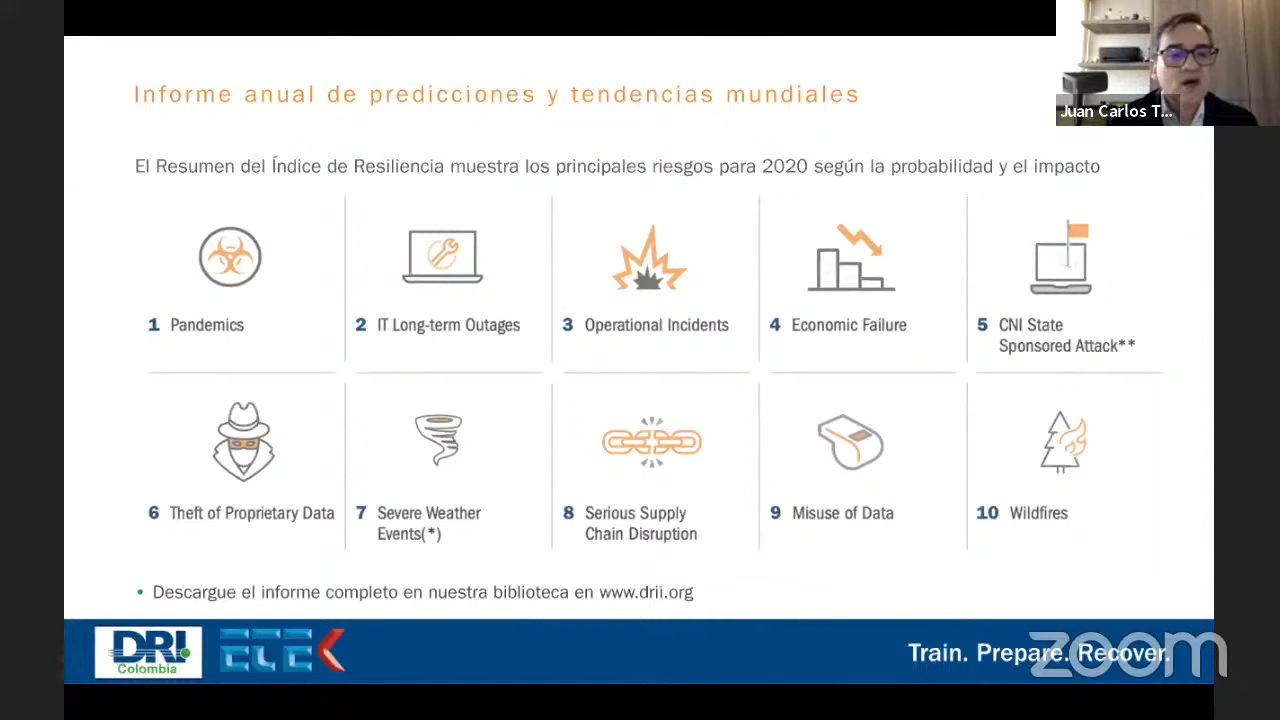 Informe anual de predicciones y tendencias mundiales
Juan Carlos T...
El Resumen del Índice de Resiliencia muestra los principales riesgos para 2020 según la probabilidad y el impacto
1 Pandemics
2 IT Long-term Outages
3 Operational Incidents
4 Economic Failure
5 CNI State
Sponsored Attack**
6 Theft of Proprietary Data
7 Severe Weather
Events(*)
8 Serious Supply
Chain Disruption
9 Misuse of Data
10 Wildfires
• Descargue el informe completo en nuestra biblioteca en www.drii.org
DRI
Colombia
ETEK
Train. Prepare. Recover.
zoom